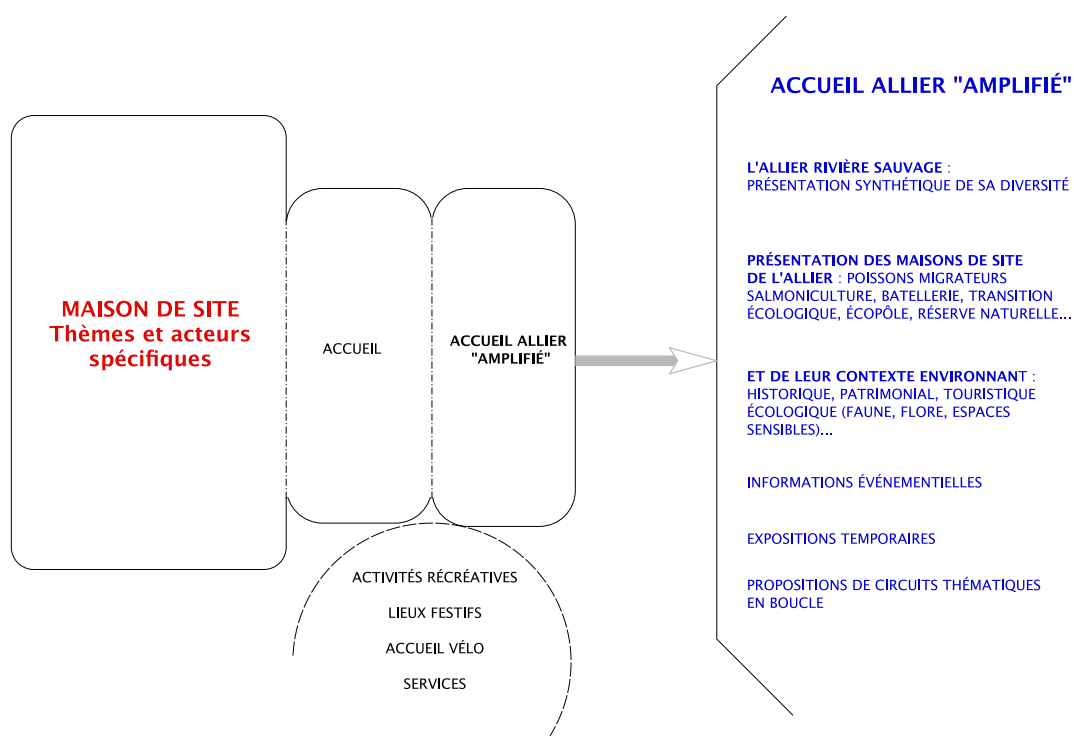 MAISON DE SITE
Thèmes et acteurs
spécifiques
ACCUEIL
ACCUEIL ALLIER
"AMPLIFIÉ"
ACTIVITÉS RÉCRÉATIVES
LIEUX FESTIFS
ACCUEIL VÉLO
SERVICES
ACCUEIL ALLIER "AMPLIFIÉ"
L'ALLIER RIVIÈRE SAUVAGE :
PRÉSENTATION SYNTHÉTIQUE DE SA DIVERSITÉ
PRÉSENTATION DES MAISONS DE SITE
DE L'ALLIER : POISSONS MIGRATEURS
SALMONICULTURE, BATELLERIE, TRANSITION
ÉCOLOGIQUE, ÉCOPÔLE, RÉSERVE NATURELLE...
ET DE LEUR CONTEXTE ENVIRONNANT :
HISTORIQUE, PATRIMONIAL, TOURISTIQUE
ÉCOLOGIQUE (FAUNE, FLORE, ESPACES
SENSIBLES)...
INFORMATIONS ÉVÉNEMENTIELLES
EXPOSITIONS TEMPORAIRES
PROPOSITIONS DE CIRCUITS THÉMATIQUES
EN BOUCLE